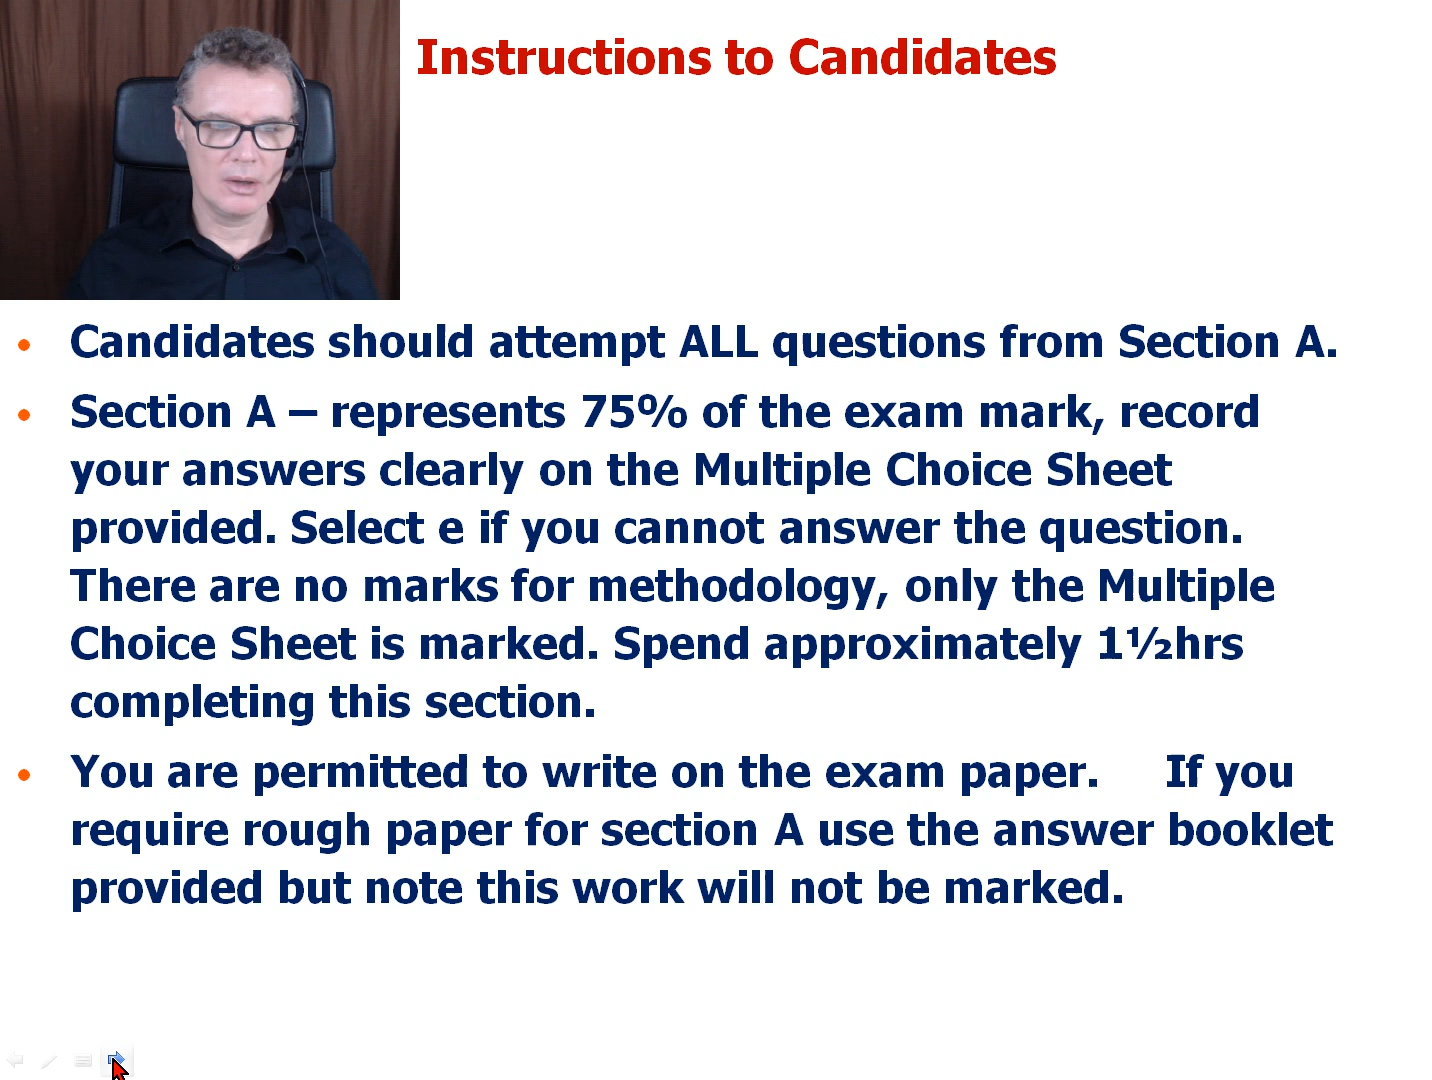 Instructions to Candidates
• Candidates should attempt ALL questions from Section A.
• Section A – represents 75% of the exam mark, record
your answers clearly on the Multiple Choice Sheet
provided. Select e if you cannot answer the question.
There are no marks for methodology, only the Multiple
Choice Sheet is marked. Spend approximately 1½hrs
completing this section.
• You are permitted to write on the exam paper. If you
require rough paper for section A use the answer booklet
provided but note this work will not be marked.